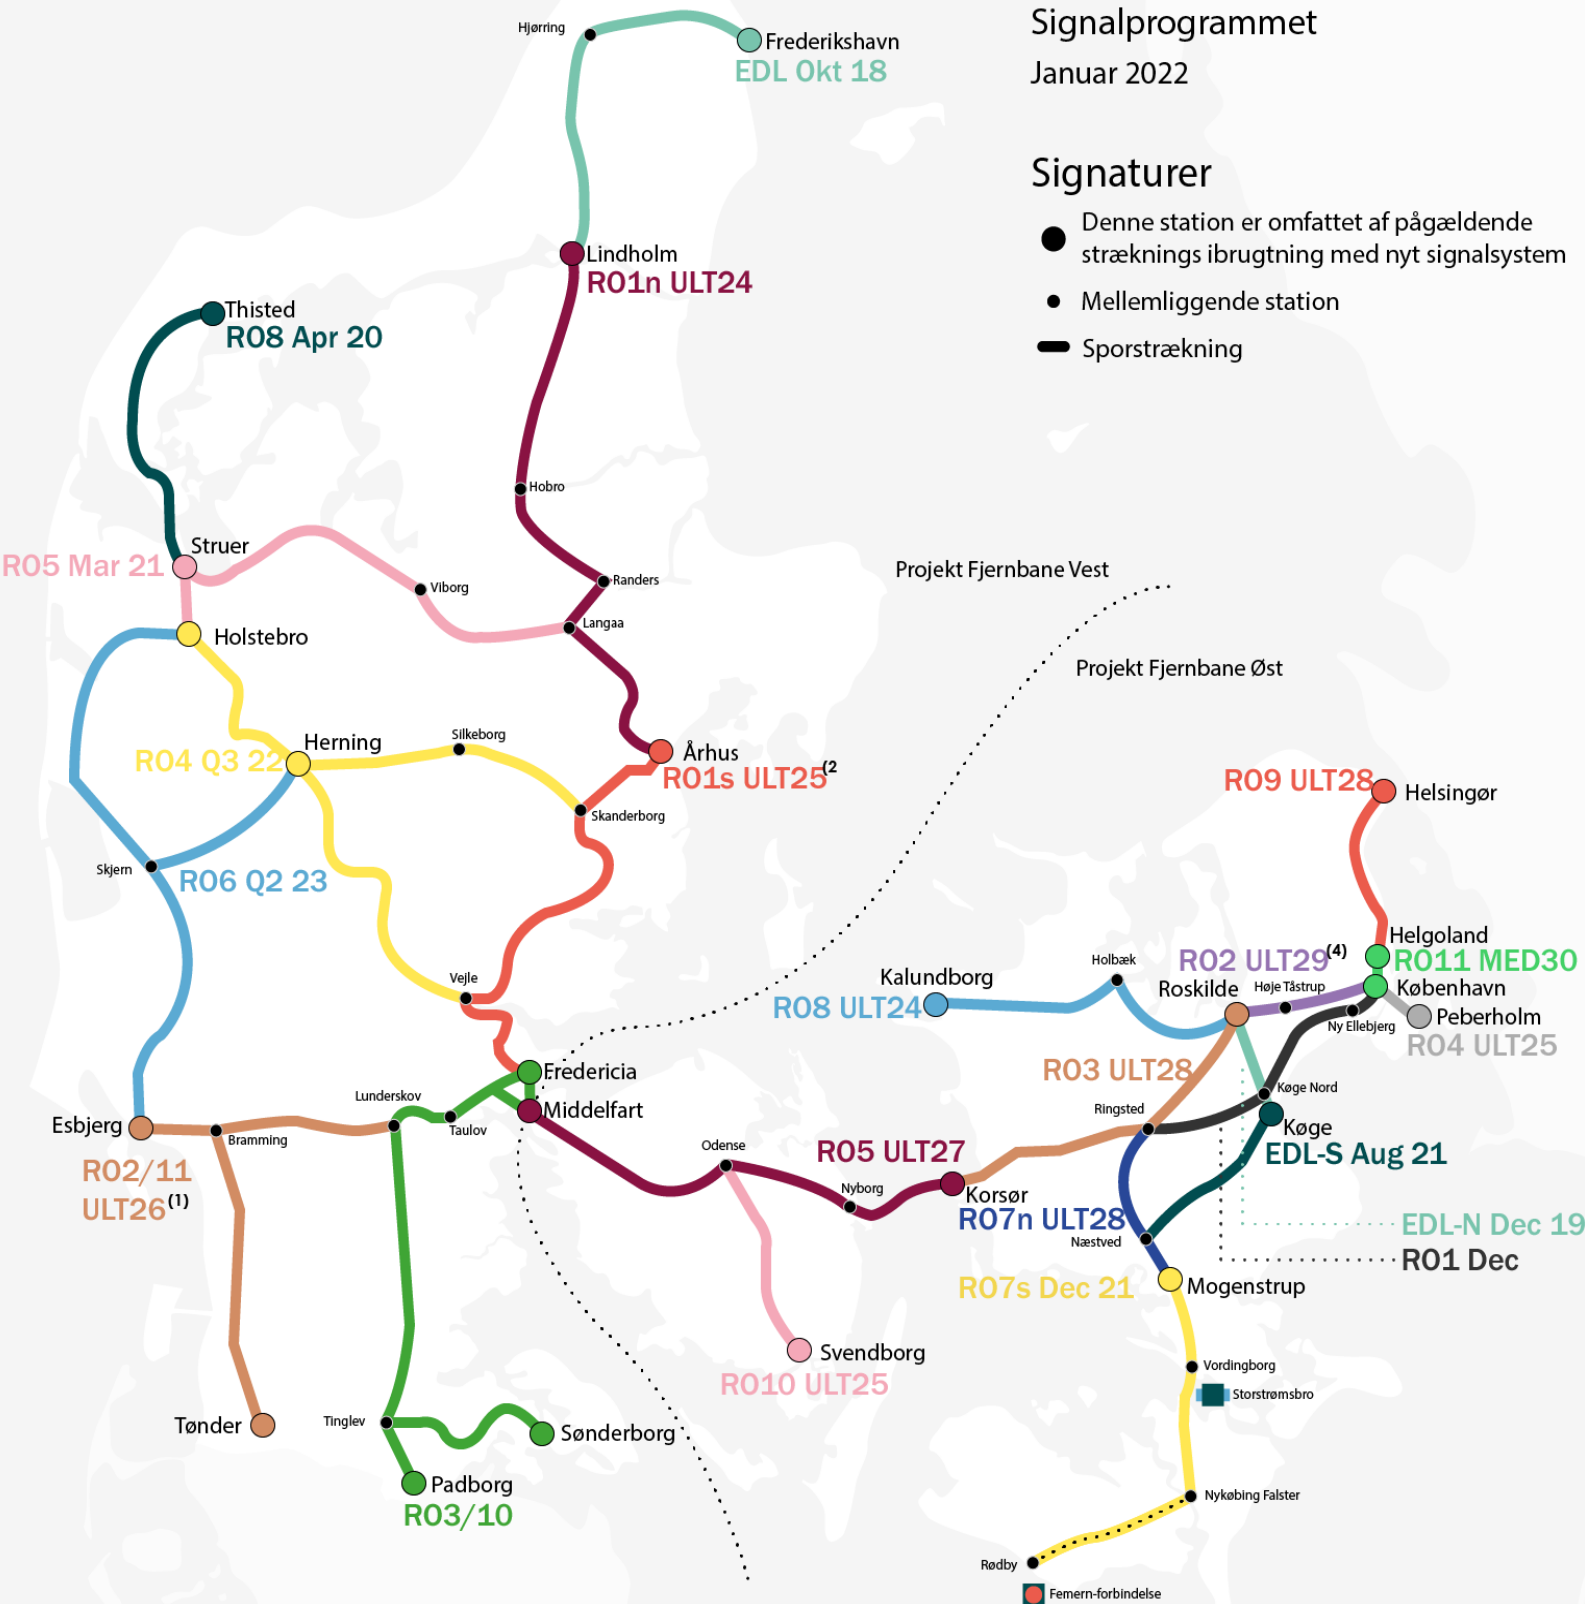 Signalprogrammet
Januar 2022
Signaturer
Denne station er omfattet af pågældende
stræknings ibrugtning med nyt signalsystem
Mellemliggende station
Sporstrækning
Hjørring
Frederikshavn
EDL Okt 18
Lindholm
RO1n ULT24
Thisted
RO8 Apr 20
Hobro
Struer
RO5 Mar 21
Viborg
Randers
Langaa
Holstebro
Projekt Fjernbane Vest
Projekt Fjernbane Øst
Herning
RO4 Q3 22
Silkeborg
Århus
RO1s ULT25(2
Skanderborg
Skjern
RO6 Q2 23
Vejle
RO9 ULT28
Helsingør
Helgoland
RO11 MED30
RO2 ULT29(4)
Holbæk
Kalundborg
RO8 ULT24
Roskilde
Høje Tåstrup
København
Peberholm
RO4 ULT25
Ny Ellebjerg
RO3 ULT28
Køge Nord
Ringsted
Køge
EDL-S Aug 21
Fredericia
Middelfart
Lunderskov
Taulov
Esbjerg
Bramming
RO2/11
ULT26(1)
Odense
RO5 ULT27
Nyborg
Korsør
RO7n ULT28
Næstved
EDL-N Dec 19
RO1 Dec
RO7s Dec 21
Mogenstrup
Svendborg
RO10 ULT25
Vordingborg
Storstrømsbro
Tønder
Tinglev
Sønderborg
Padborg
RO3/10
Nykøbing Falster
Rødby
Femern-forbindelse